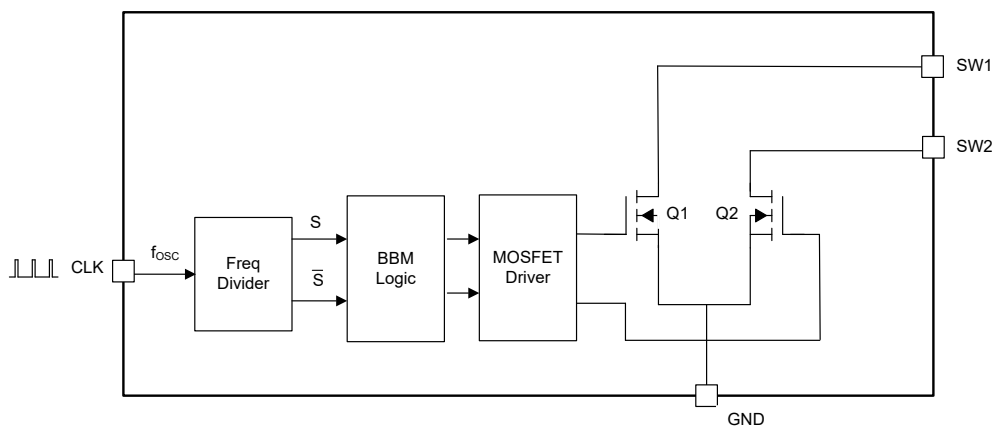 SW1
SW2
Q1
Q2
S
BBM
Logic
MOSFET
Driver
f_OSC
CLK
Freq
Divider
S̅
GND